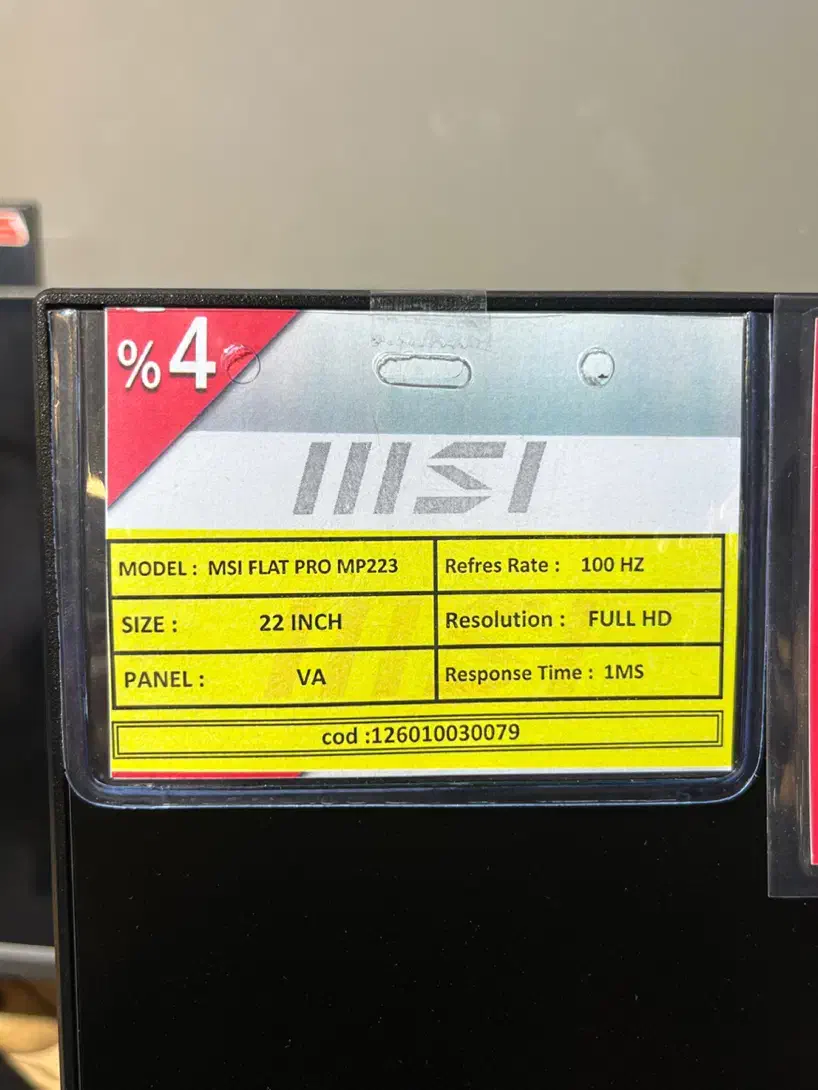 %4
MSI
MODEL : MSI FLAT PRO MP223
Refres Rate : 100 HZ
SIZE : 22 INCH
Resolution : FULL HD
PANEL : VA
Response Time : 1MS
cod :126010030079